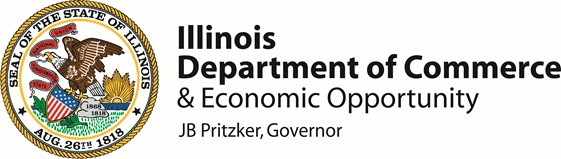 SEAL OF THE STATE OF ILLINOIS
AUG. 26TH 1818
STATE
SOVEREIGNTY
NATIONAL
UNION
1868
1818
Illinois
Department of Commerce
& Economic Opportunity
JB Pritzker, Governor